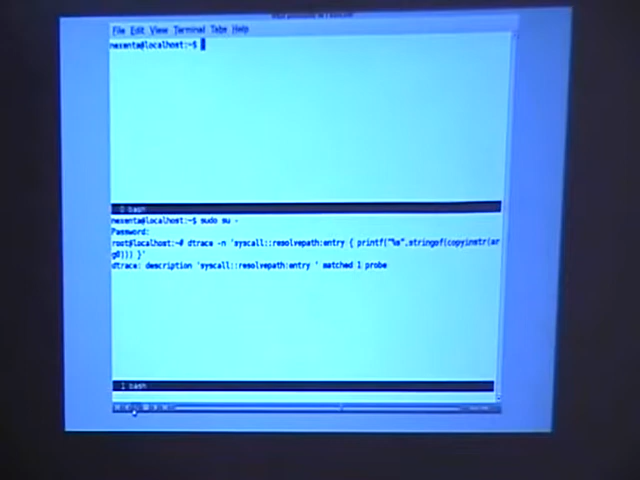 File Edit View Terminal Tabs Help
nexenta@localhost:~$
0 bash
nexenta@localhost:~$ sudo su -
Password:
root@localhost:~# dtrace -n 'syscall::resolvepath:entry { printf("%s",stringof(copyinstr(ar
g0))) }'
dtrace: description 'syscall::resolvepath:entry ' matched 1 probe
1 bash